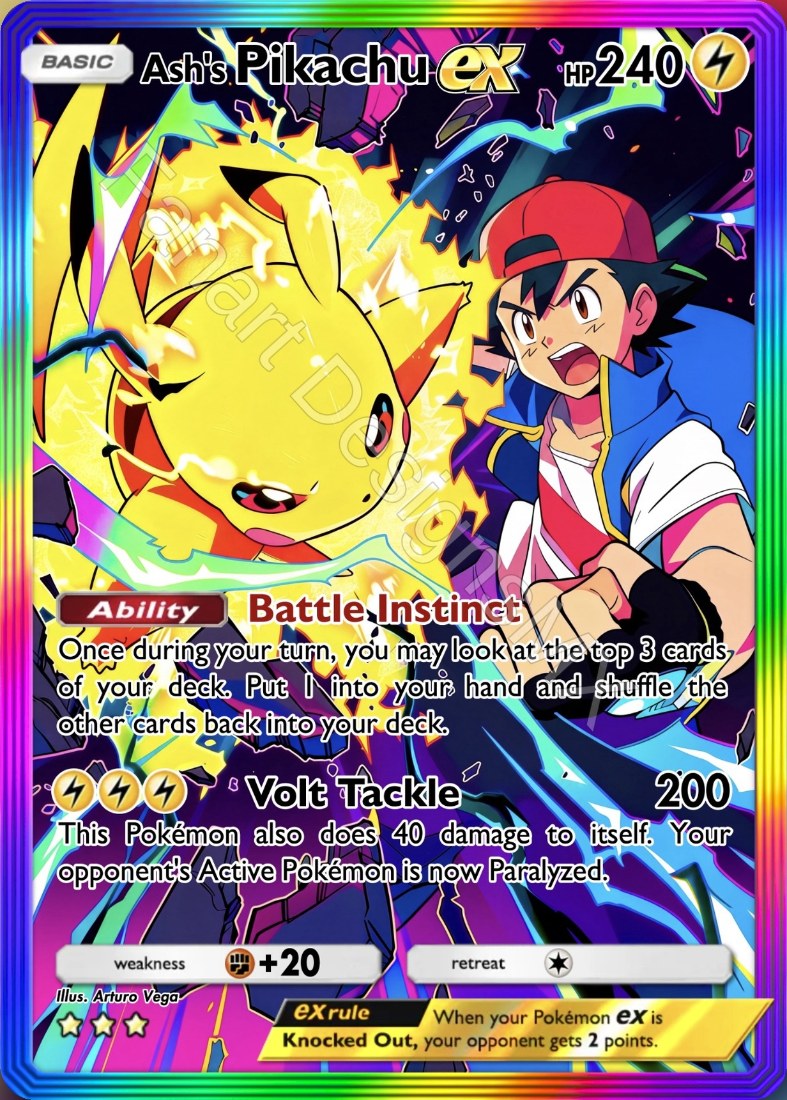 BASIC Ash's Pikachu ex HP 240
Fanart DesignsMX
Ability Battle Instinct
Once during your turn, you may look at the top 3 cards
of your deck. Put 1 into your hand and shuffle the
other cards back into your deck.
Volt Tackle 200
This Pokémon also does 40 damage to itself. Your
opponent's Active Pokémon is now Paralyzed.
weakness +20 retreat
Illus. Arturo Vega
ex rule When your Pokémon ex is
Knocked Out, your opponent gets 2 points.